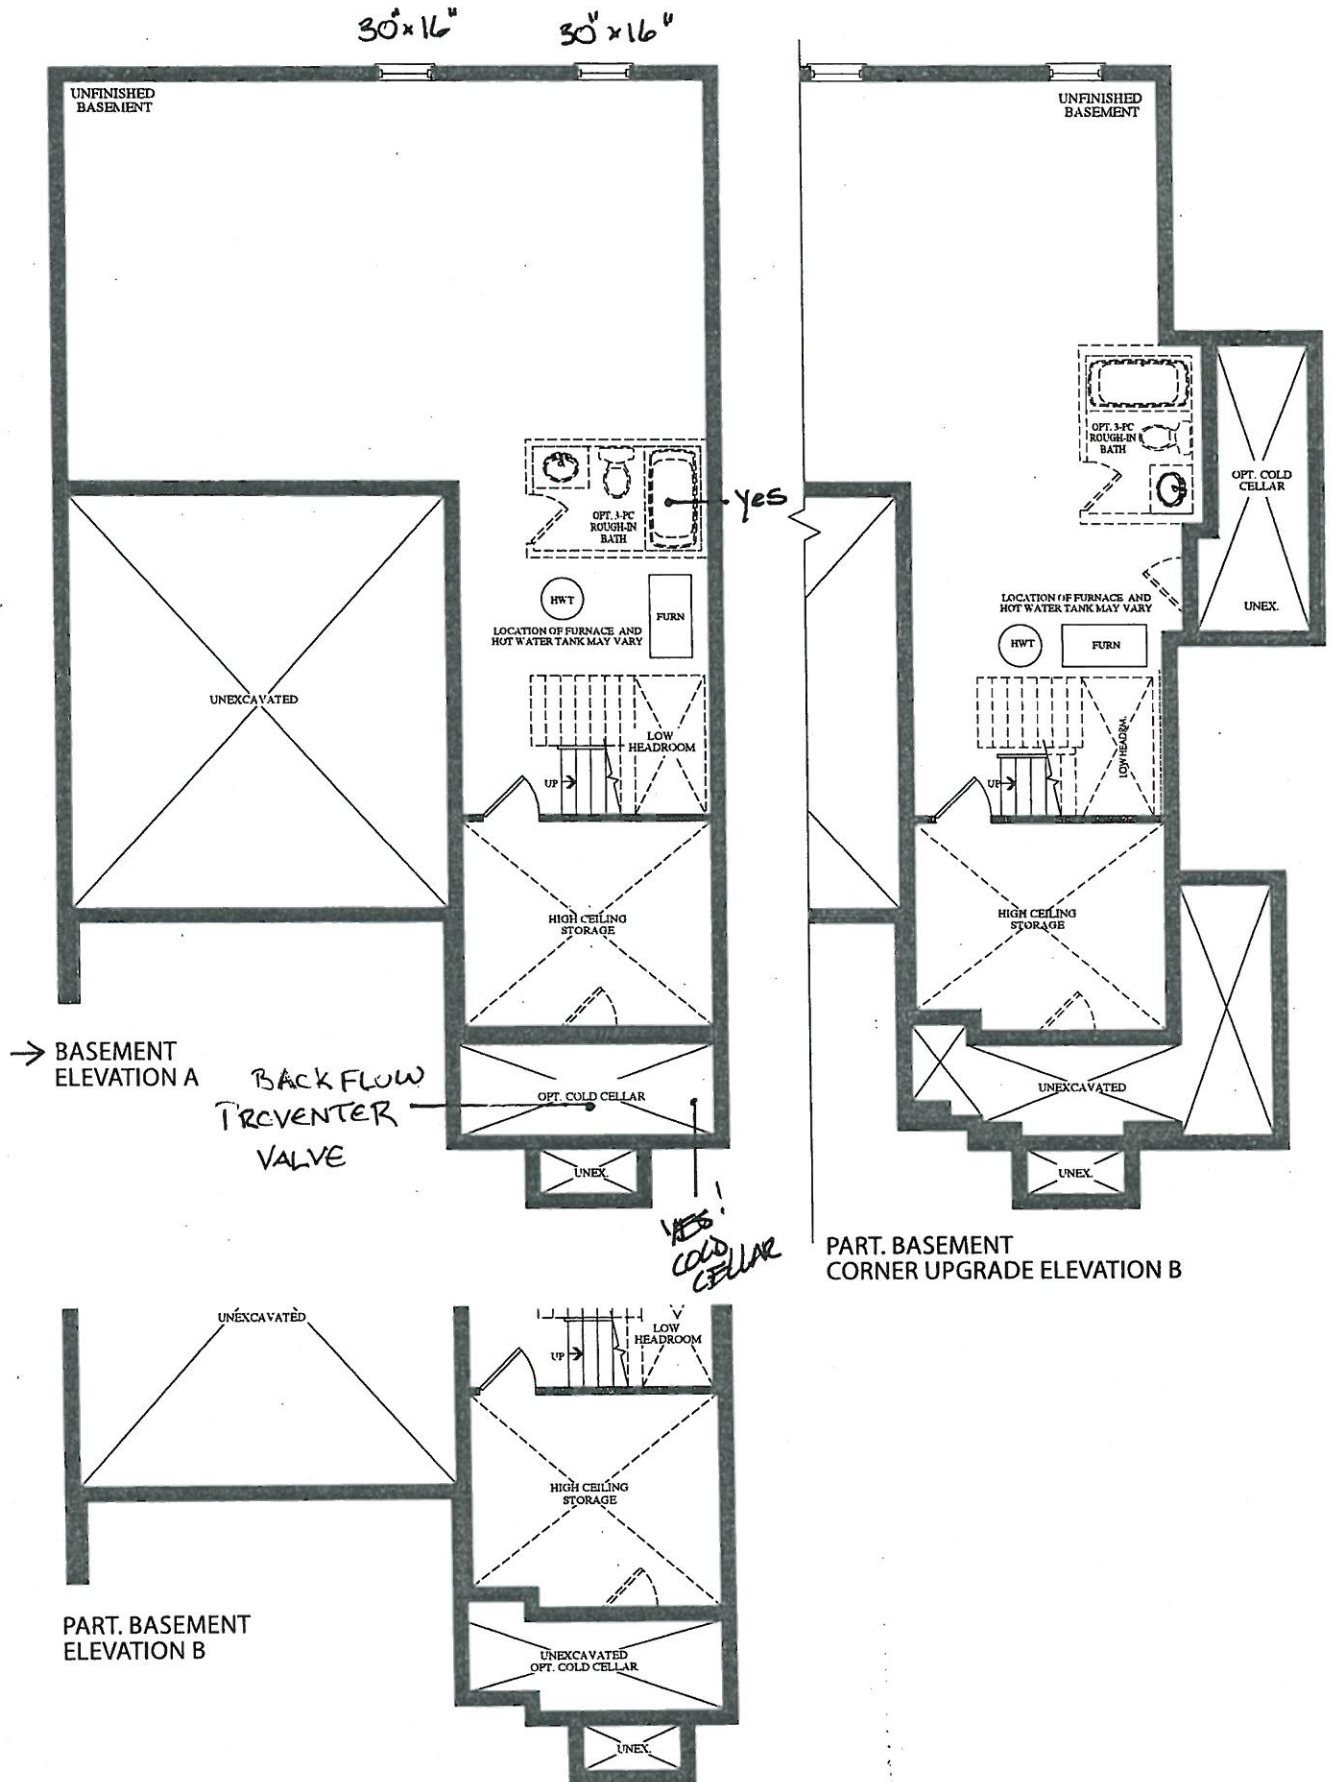 30"x16"
30"x16"
UNFINISHED
BASEMENT
OPT. 3-PC
ROUGH-IN
BATH
yes
HWT
FURN
LOCATION OF FURNACE AND
HOT WATER TANK MAY VARY
UNEXCAVATED
LOW
HEADROOM
UP
HIGH CEILING
STORAGE
OPT. COLD CELLAR
UNEX.
→ BASEMENT
ELEVATION A
BACKFLOW
PREVENTER
VALVE
YES!
COLD
CELLAR
UNFINISHED
BASEMENT
OPT. 3-PC
ROUGH-IN
BATH
OPT. COLD
CELLAR
UNEX.
LOCATION OF FURNACE AND
HOT WATER TANK MAY VARY
HWT
FURN
LOW HEADRM.
UP
HIGH CEILING
STORAGE
UNEXCAVATED
UNEX.
PART. BASEMENT
CORNER UPGRADE ELEVATION B
UNEXCAVATED
LOW
HEADROOM
UP
HIGH CEILING
STORAGE
UNEXCAVATED
OPT. COLD CELLAR
UNEX.
PART. BASEMENT
ELEVATION B